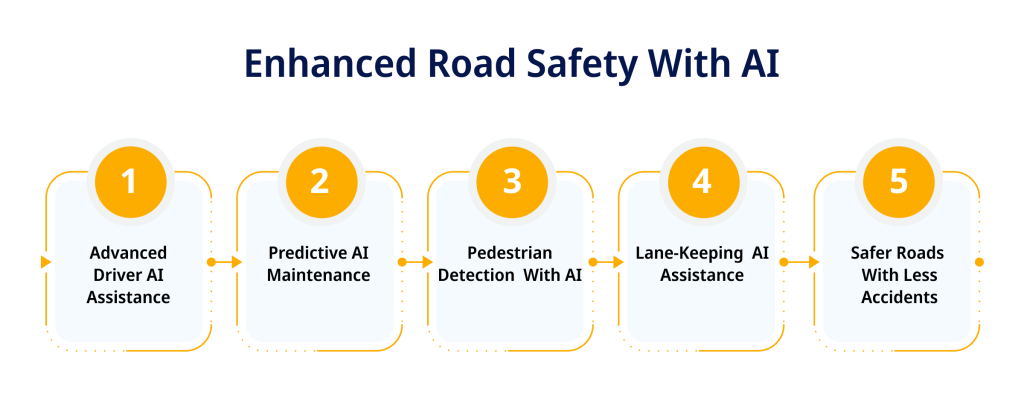 Enhanced Road Safety With AI
1
2
3
4
5
Advanced
Driver AI
Assistance
Predictive AI
Maintenance
Pedestrian
Detection With AI
Lane-Keeping AI
Assistance
Safer Roads
With Less
Accidents